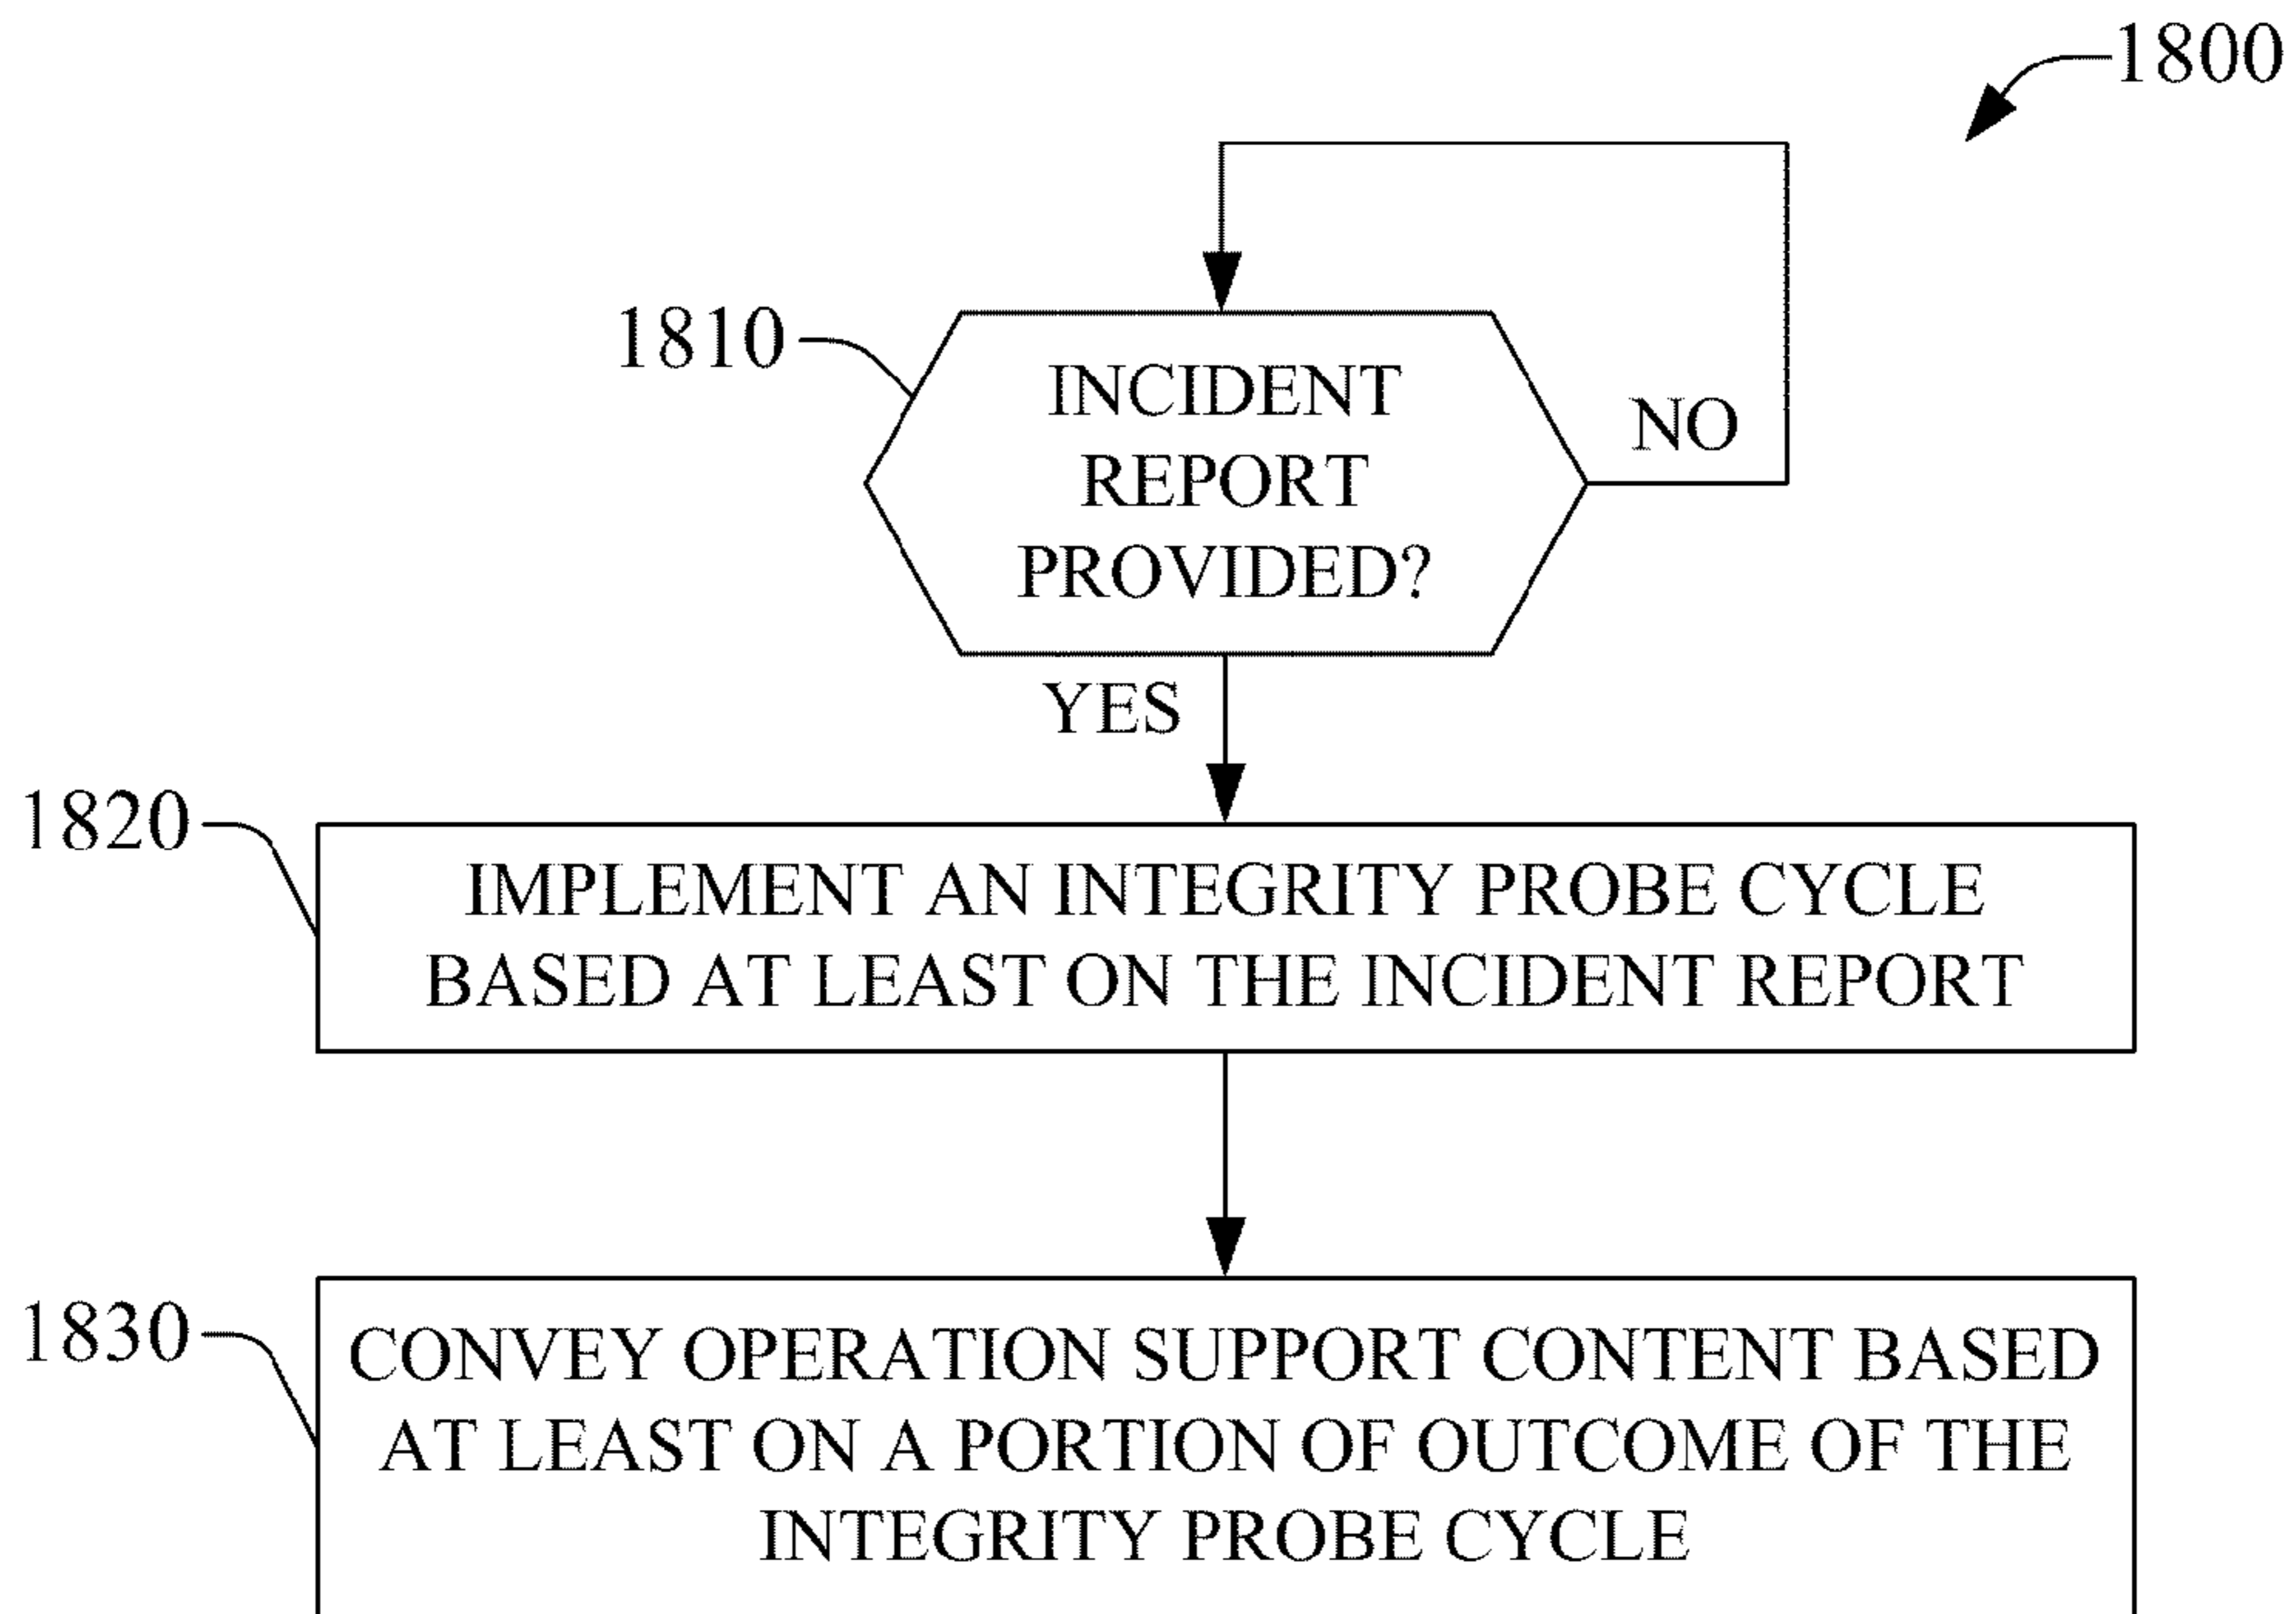 1800
1810
INCIDENT
REPORT
PROVIDED?
NO
YES
1820
IMPLEMENT AN INTEGRITY PROBE CYCLE
BASED AT LEAST ON THE INCIDENT REPORT
1830
CONVEY OPERATION SUPPORT CONTENT BASED
AT LEAST ON A PORTION OF OUTCOME OF THE
INTEGRITY PROBE CYCLE